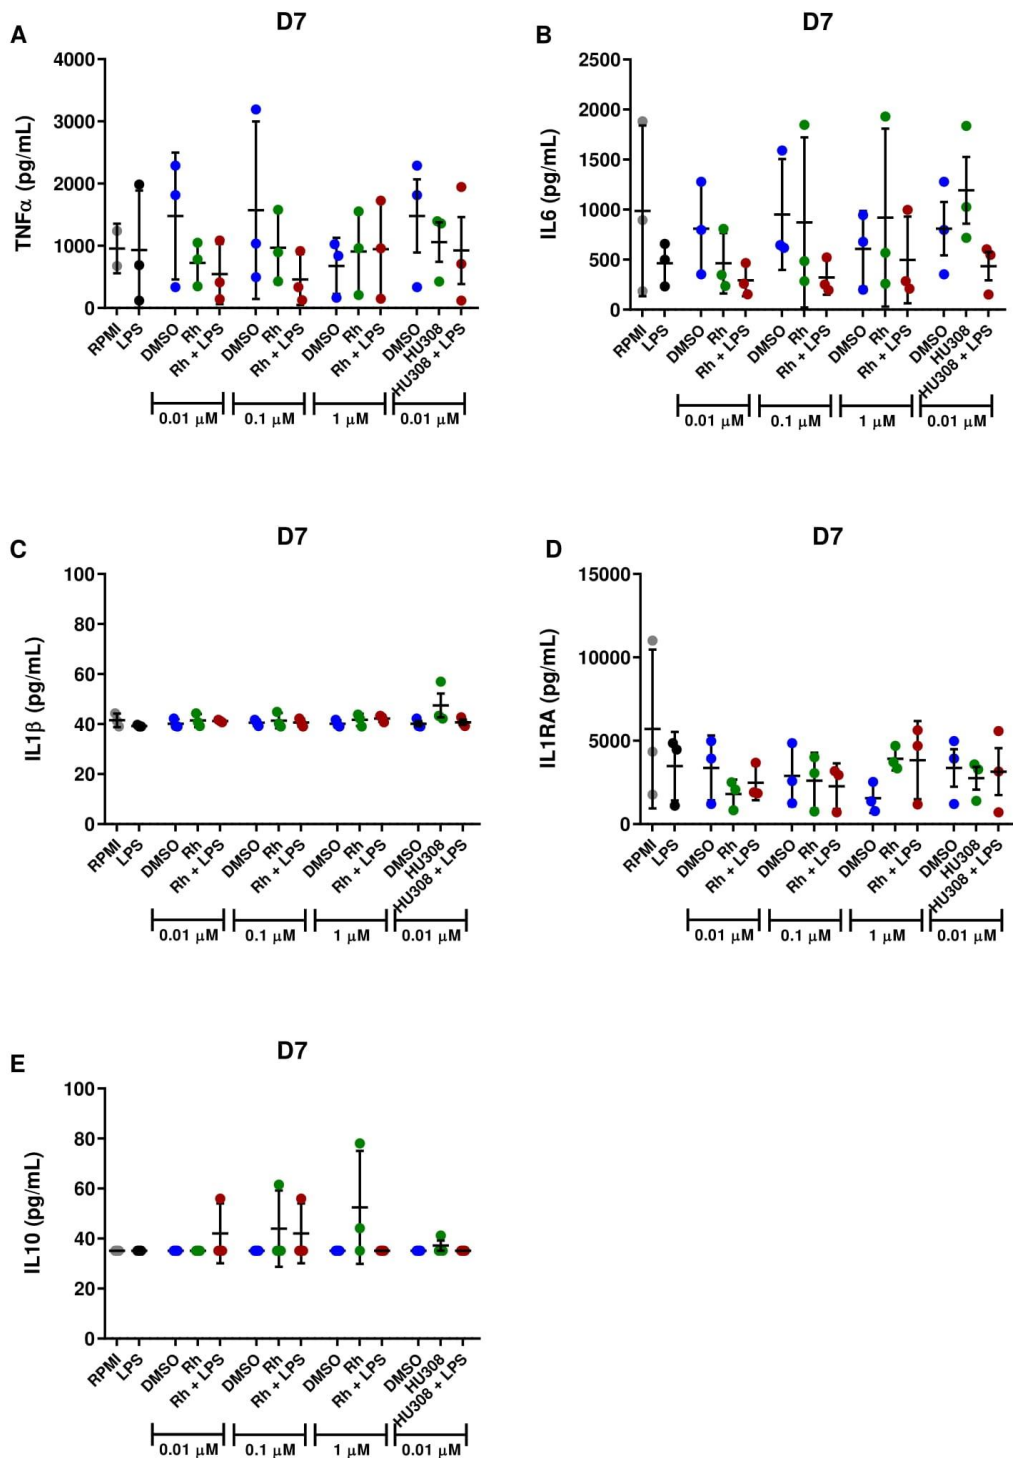 A
D7
TNFα (pg/mL)
4000
3000
2000
1000
0
RPMI
LPS
DMSO
Rh
Rh + LPS
DMSO
Rh
Rh + LPS
DMSO
Rh
Rh + LPS
DMSO
HU308
HU308 + LPS
0.01 μM
0.1 μM
1 μM
0.01 μM
B
D7
IL6 (pg/mL)
2500
2000
1500
1000
500
0
RPMI
LPS
DMSO
Rh
Rh + LPS
DMSO
Rh
Rh + LPS
DMSO
Rh
Rh + LPS
DMSO
HU308
HU308 + LPS
0.01 μM
0.1 μM
1 μM
0.01 μM
C
D7
IL1β (pg/mL)
100
80
60
40
20
0
RPMI
LPS
DMSO
Rh
Rh + LPS
DMSO
Rh
Rh + LPS
DMSO
Rh
Rh + LPS
DMSO
HU308
HU308 + LPS
0.01 μM
0.1 μM
1 μM
0.01 μM
D
D7
IL1RA (pg/mL)
15000
10000
5000
0
RPMI
LPS
DMSO
Rh
Rh + LPS
DMSO
Rh
Rh + LPS
DMSO
Rh
Rh + LPS
DMSO
HU308
HU308 + LPS
0.01 μM
0.1 μM
1 μM
0.01 μM
E
D7
IL10 (pg/mL)
100
80
60
40
20
0
RPMI
LPS
DMSO
Rh
Rh + LPS
DMSO
Rh
Rh + LPS
DMSO
Rh
Rh + LPS
DMSO
HU308
HU308 + LPS
0.01 μM
0.1 μM
1 μM
0.01 μM